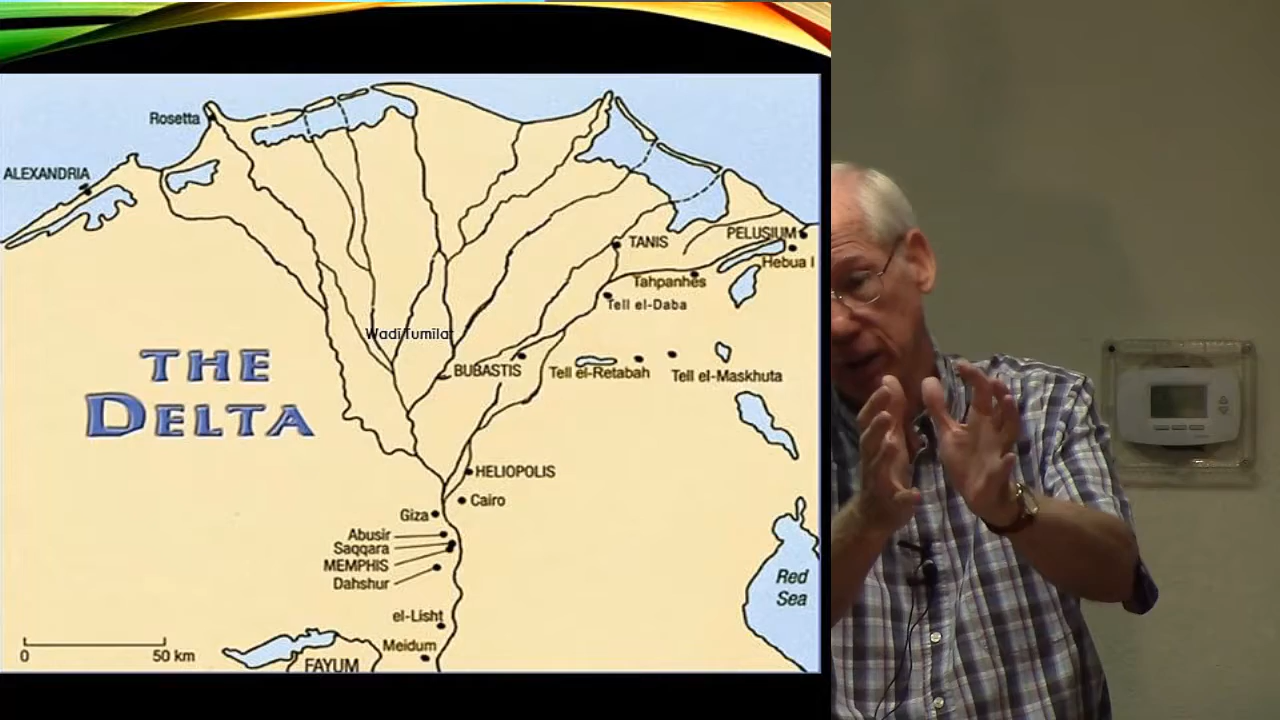 Rosetta
ALEXANDRIA
TANIS
PELUSIUM
Hebua I
Tahpanhes
Tell el-Daba
Wadi Tumilat
BUBASTIS
Tell el-Retabah
Tell el-Maskhuta
THE
DELTA
HELIOPOLIS
Cairo
Giza
Abusir
Saqqara
MEMPHIS
Dahshur
Red
Sea
el-Lisht
Meidum
0
50 km
FAYUM